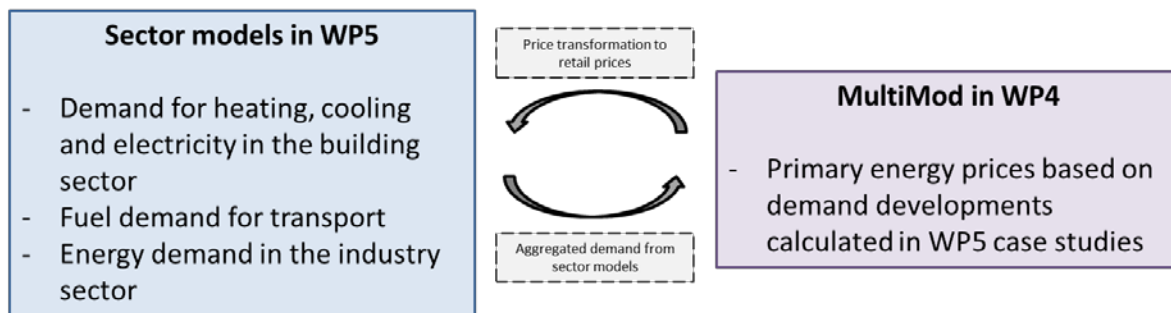 Sector models in WP5
- Demand for heating, cooling
and electricity in the building
sector
- Fuel demand for transport
- Energy demand in the industry
sector
Price transformation to
retail prices
Aggregated demand from
sector models
MultiMod in WP4
- Primary energy prices based on
demand developments
calculated in WP5 case studies